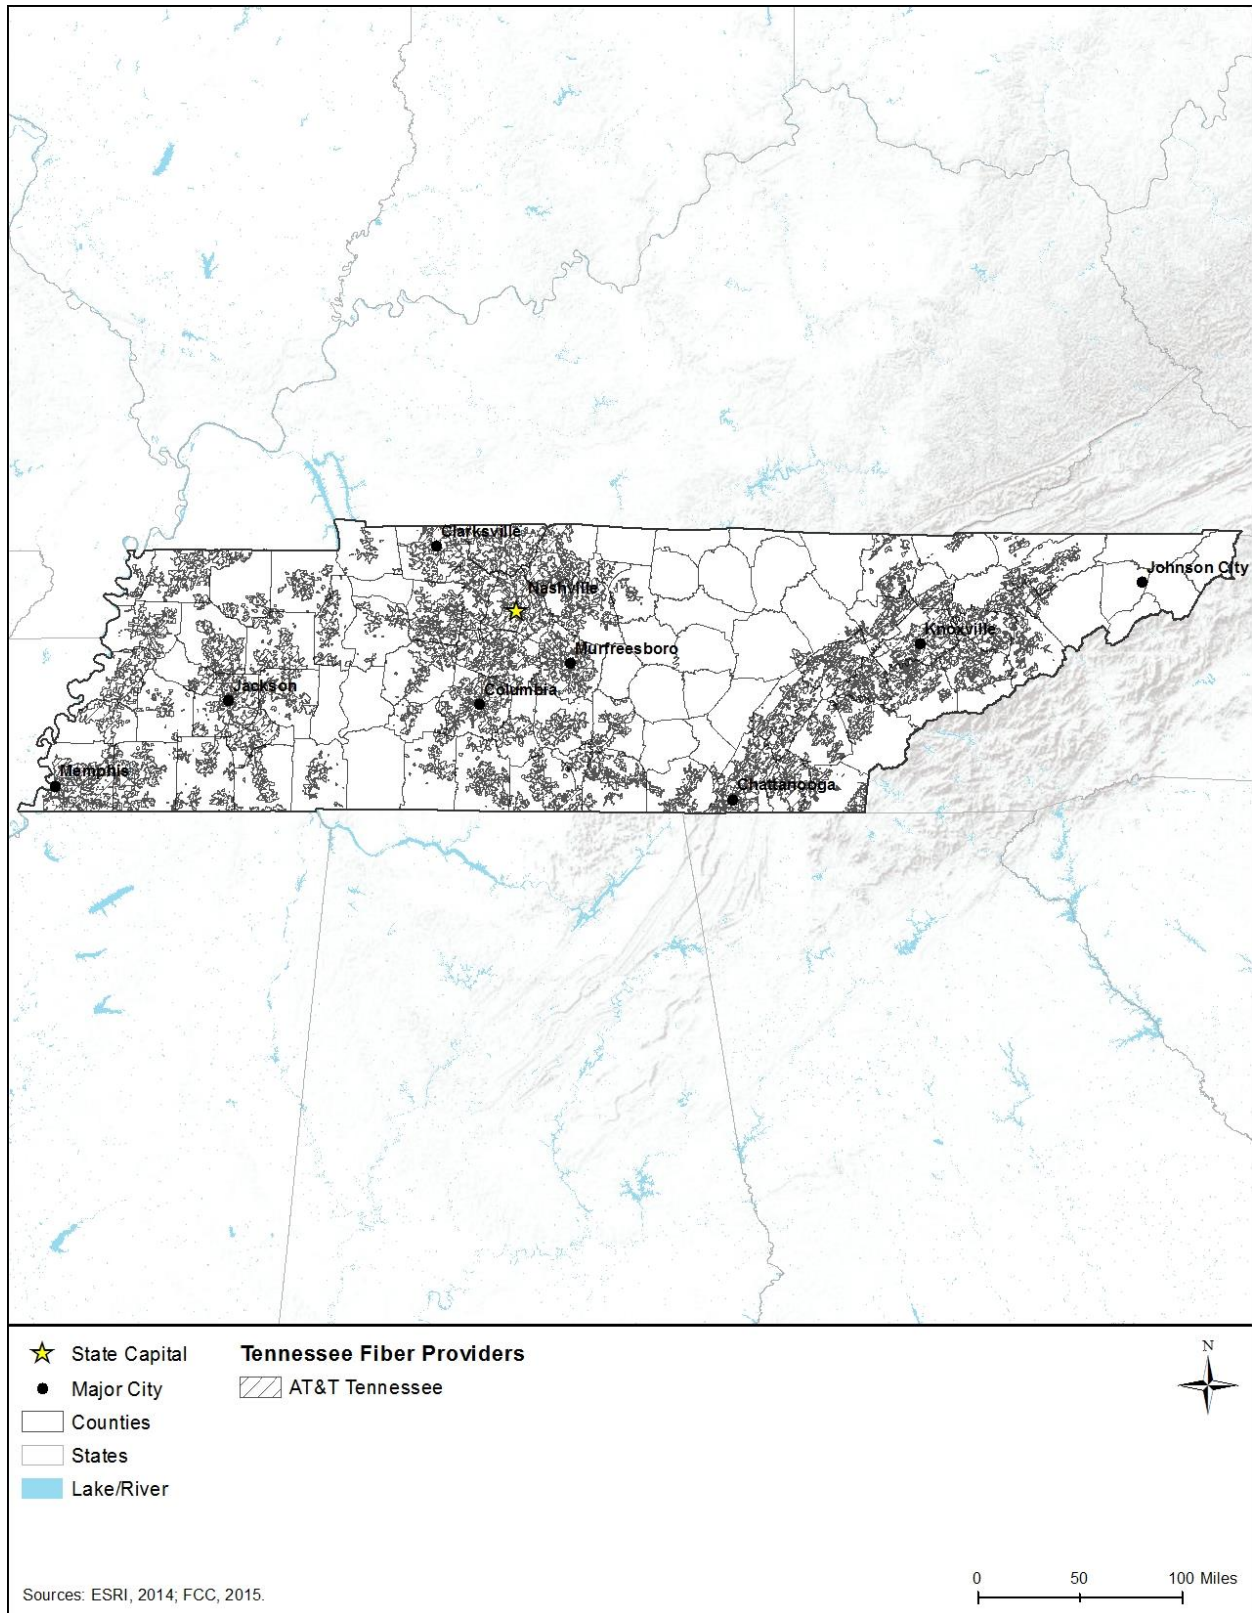 Clarksville
Nashville
Johnson City
Knoxville
Murfreesboro
Jackson
Columbia
Memphis
Chattanooga
State Capital
Tennessee Fiber Providers
N
Major City
AT&T Tennessee
Counties
States
Lake/River
Sources: ESRI, 2014; FCC, 2015.
0 50 100 Miles